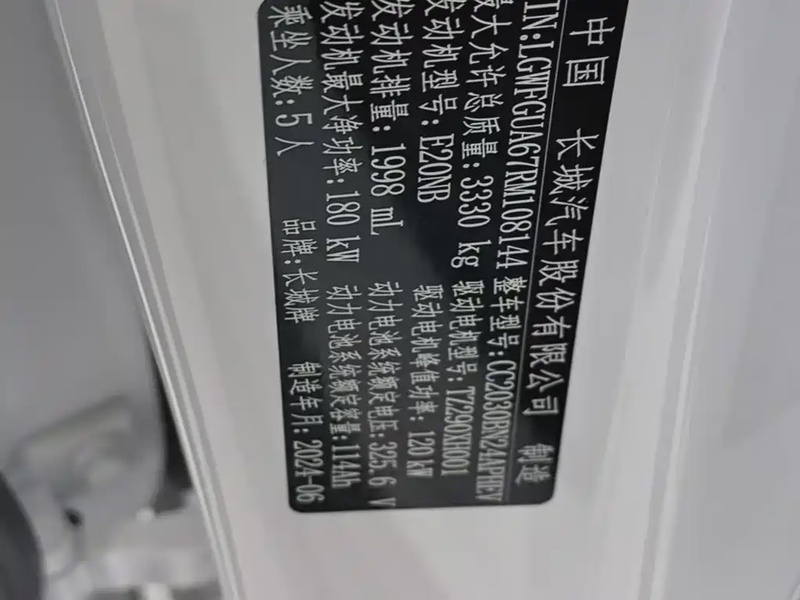 中国 长城汽车股份有限公司 制造
VIN:LGWFGUA67RM108144 整车型号:CC2030BN24APHEV
最大允许总质量:3330 kg 驱动电机型号:TZ290XH001
发动机型号:E20NB 驱动电机峰值功率:120 kW
发动机排量:1998 mL 动力电池系统额定电压:325.6 V
发动机最大净功率:180 kW 动力电池系统额定容量:114Ah
乘坐人数:5 人 品牌:长城牌 制造年月:2024-06